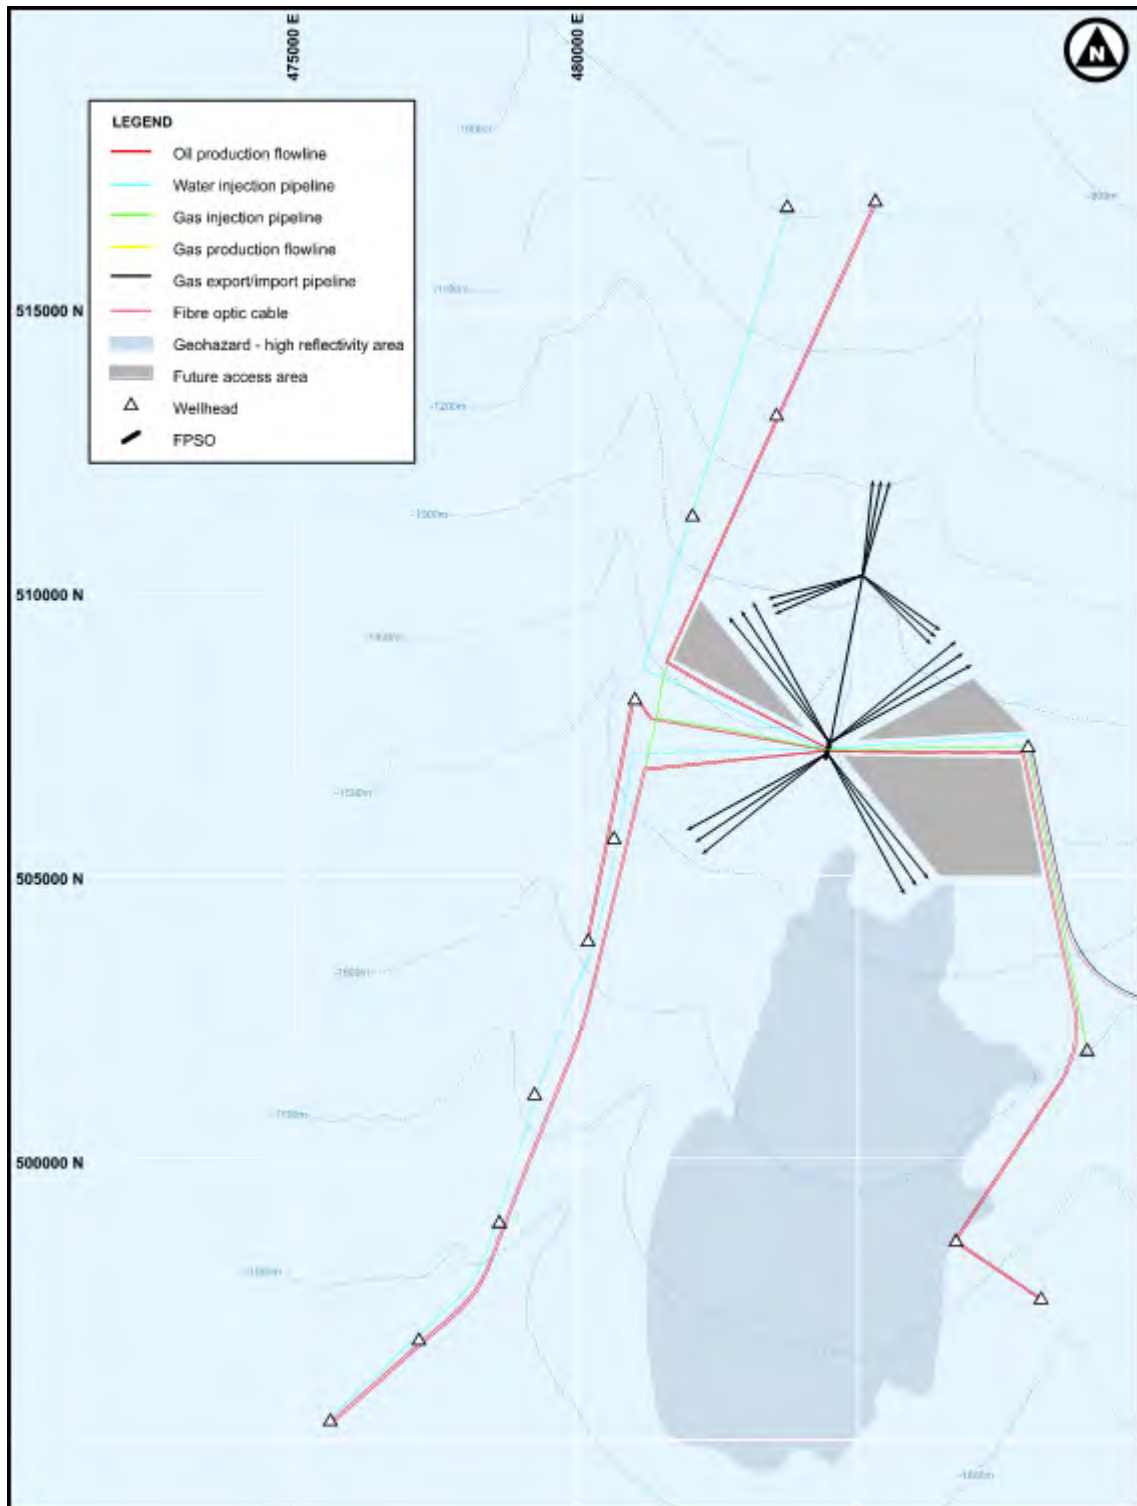 475000 E
480000 E
N
LEGEND
Oil production flowline
Water injection pipeline
Gas injection pipeline
Gas production flowline
Gas export/import pipeline
Fibre optic cable
Geohazard - high reflectivity area
Future access area
Wellhead
FPSO
515000 N
-1200m
510000 N
505000 N
500000 N